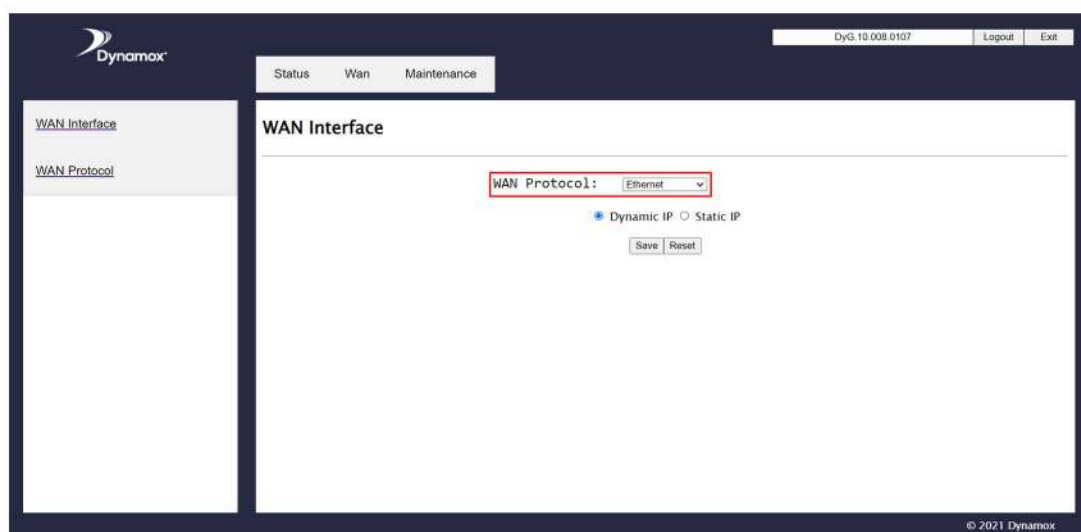 Dynamox
DyG.10.008.0107 Logout Exit
Status Wan Maintenance
WAN Interface
WAN Protocol
WAN Interface
WAN Protocol: Ethernet
Dynamic IP Static IP
Save Reset
© 2021 Dynamox